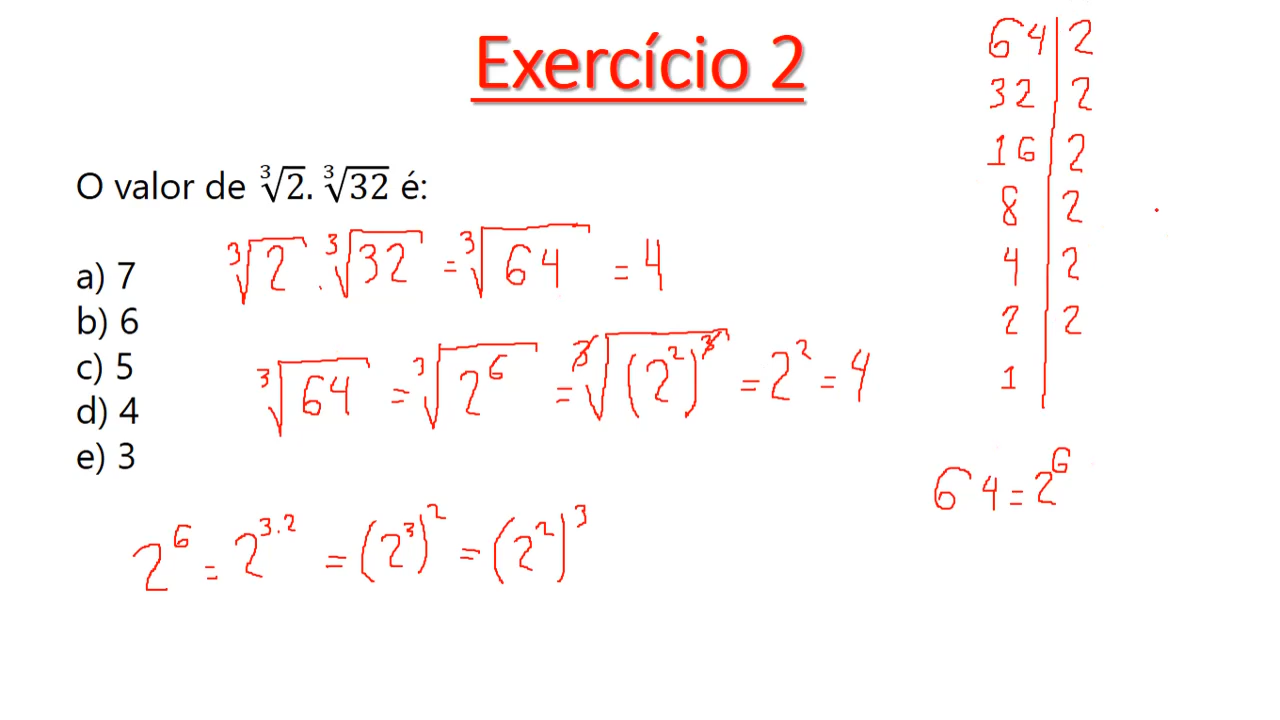 Exercício 2
O valor de ∛2. ∛32 é:
∛2 . ∛32 = ∛64 = 4
a) 7
b) 6
c) 5
d) 4
e) 3
∛64 = ∛2⁶ = ∛(2²)³ = 2² = 4
2⁶ = 2³·² = (2³)² = (2²)³
64 | 2
32 | 2
16 | 2
8 | 2
4 | 2
2 | 2
1 |
64 = 2⁶